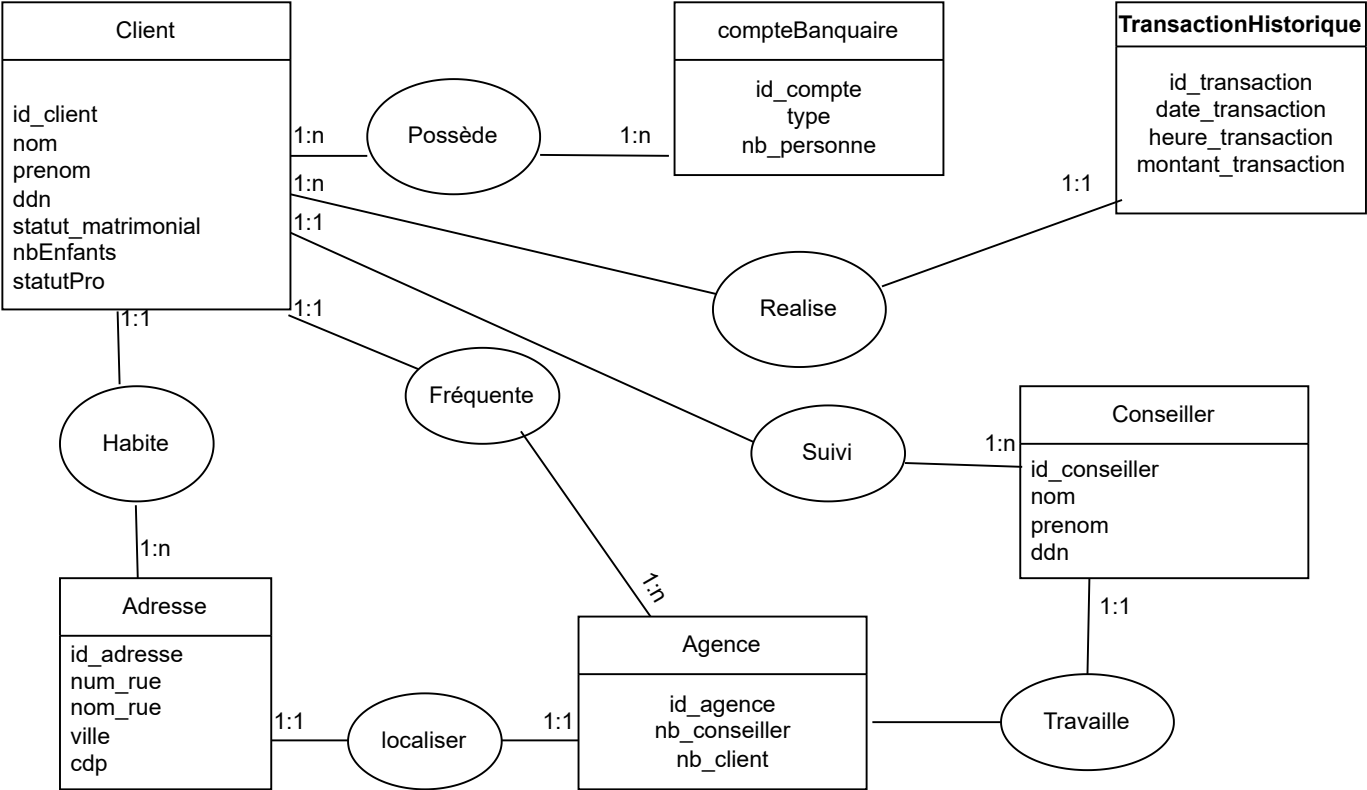 Client
id_client
nom
prenom
ddn
statut_matrimonial
nbEnfants
statutPro
compteBanquaire
id_compte
type
nb_personne
TransactionHistorique
id_transaction
date_transaction
heure_transaction
montant_transaction
1:n
Possède
1:n
1:n
1:1
Realise
1:1
1:1
1:1
Fréquente
Habite
Suivi
1:n
Conseiller
id_conseiller
nom
prenom
ddn
1:n
1:n
1:1
Adresse
id_adresse
num_rue
nom_rue
ville
cdp
1:1
localiser
1:1
Agence
id_agence
nb_conseiller
nb_client
Travaille